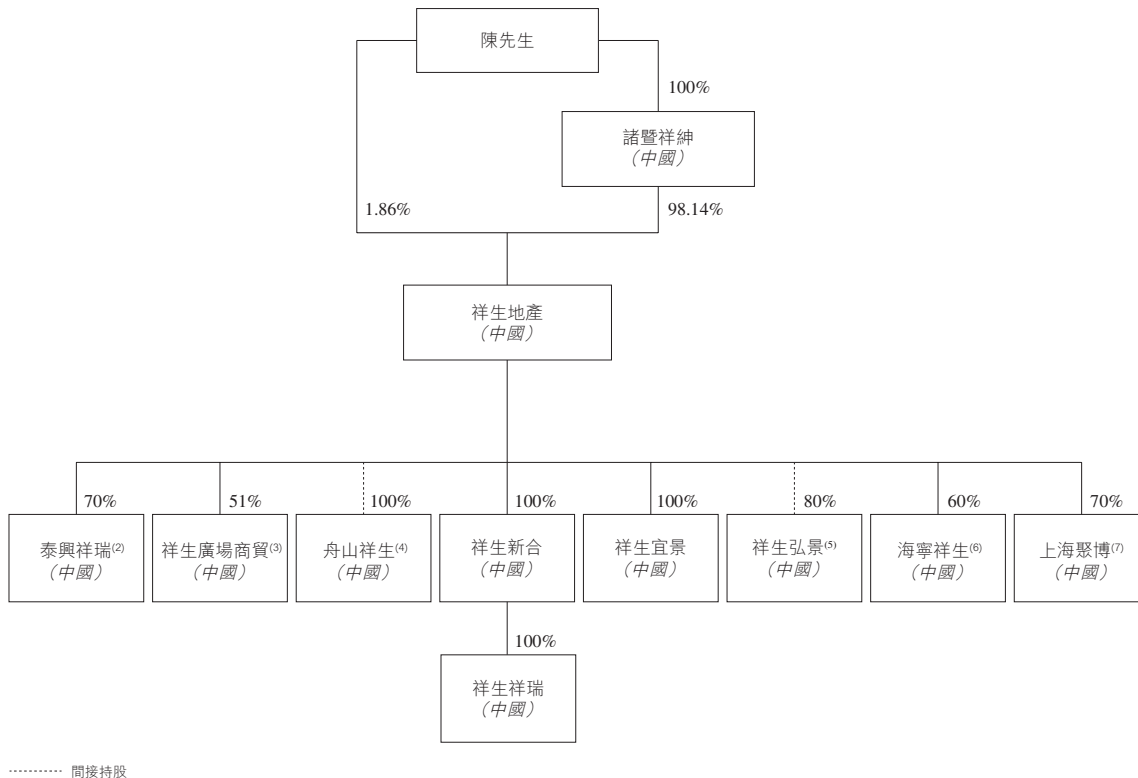 陳先生
100%
諸暨祥紳
（中國）
1.86%
98.14%
祥生地產
（中國）
70%
51%
100%
100%
100%
80%
60%
70%
泰興祥瑞(2)
（中國）
祥生廣場商貿(3)
（中國）
舟山祥生(4)
（中國）
祥生新合
（中國）
祥生宜景
（中國）
祥生弘景(5)
（中國）
海寧祥生(6)
（中國）
上海聚博(7)
（中國）
100%
祥生祥瑞
（中國）
間接持股